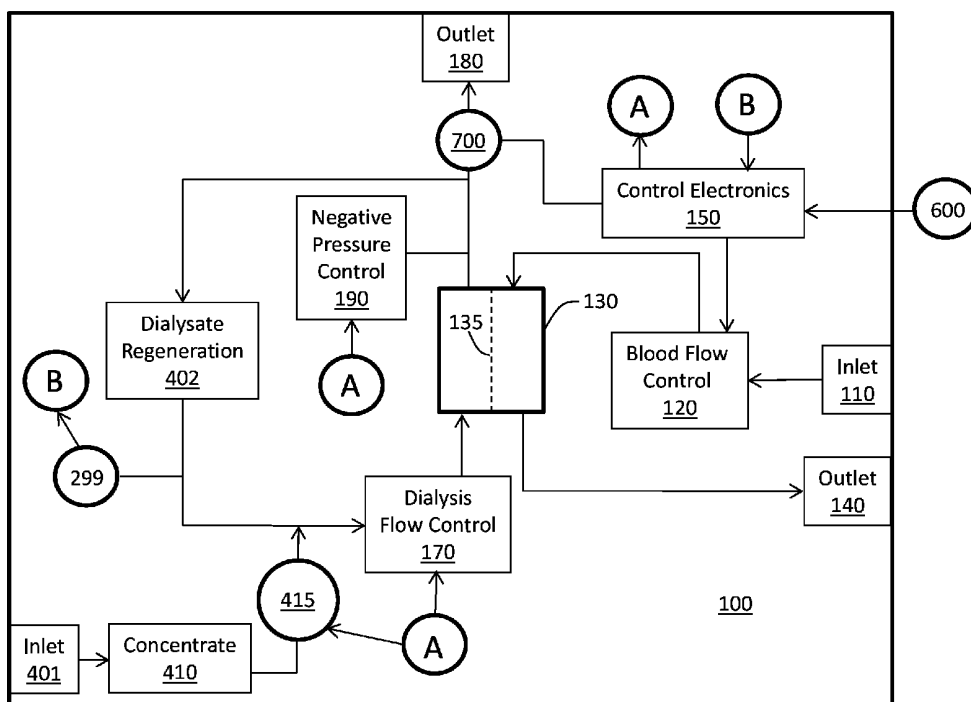 Outlet
180
A
B
700
Control Electronics
150
600
Negative
Pressure
Control
190
130
135
Dialysate
Regeneration
402
Blood Flow
Control
120
Inlet
110
B
A
299
Dialysis
Flow Control
170
Outlet
140
415
100
A
Inlet
401
Concentrate
410